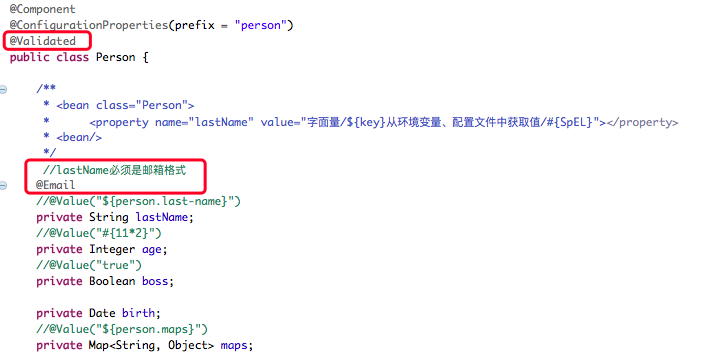 @Component
@ConfigurationProperties(prefix = "person")
@Validated
public class Person {
/**
* <bean class="Person">
* <property name="lastName" value="字面量/${key}从环境变量、配置文件中获取值/#{SpEL}"></property>
* <bean/>
*/
//lastName必须是邮箱格式
@Email
//@Value("${person.last-name}")
private String lastName;
//@Value("#{11*2}")
private Integer age;
//@Value("true")
private Boolean boss;
private Date birth;
//@Value("${person.maps}")
private Map<String, Object> maps;